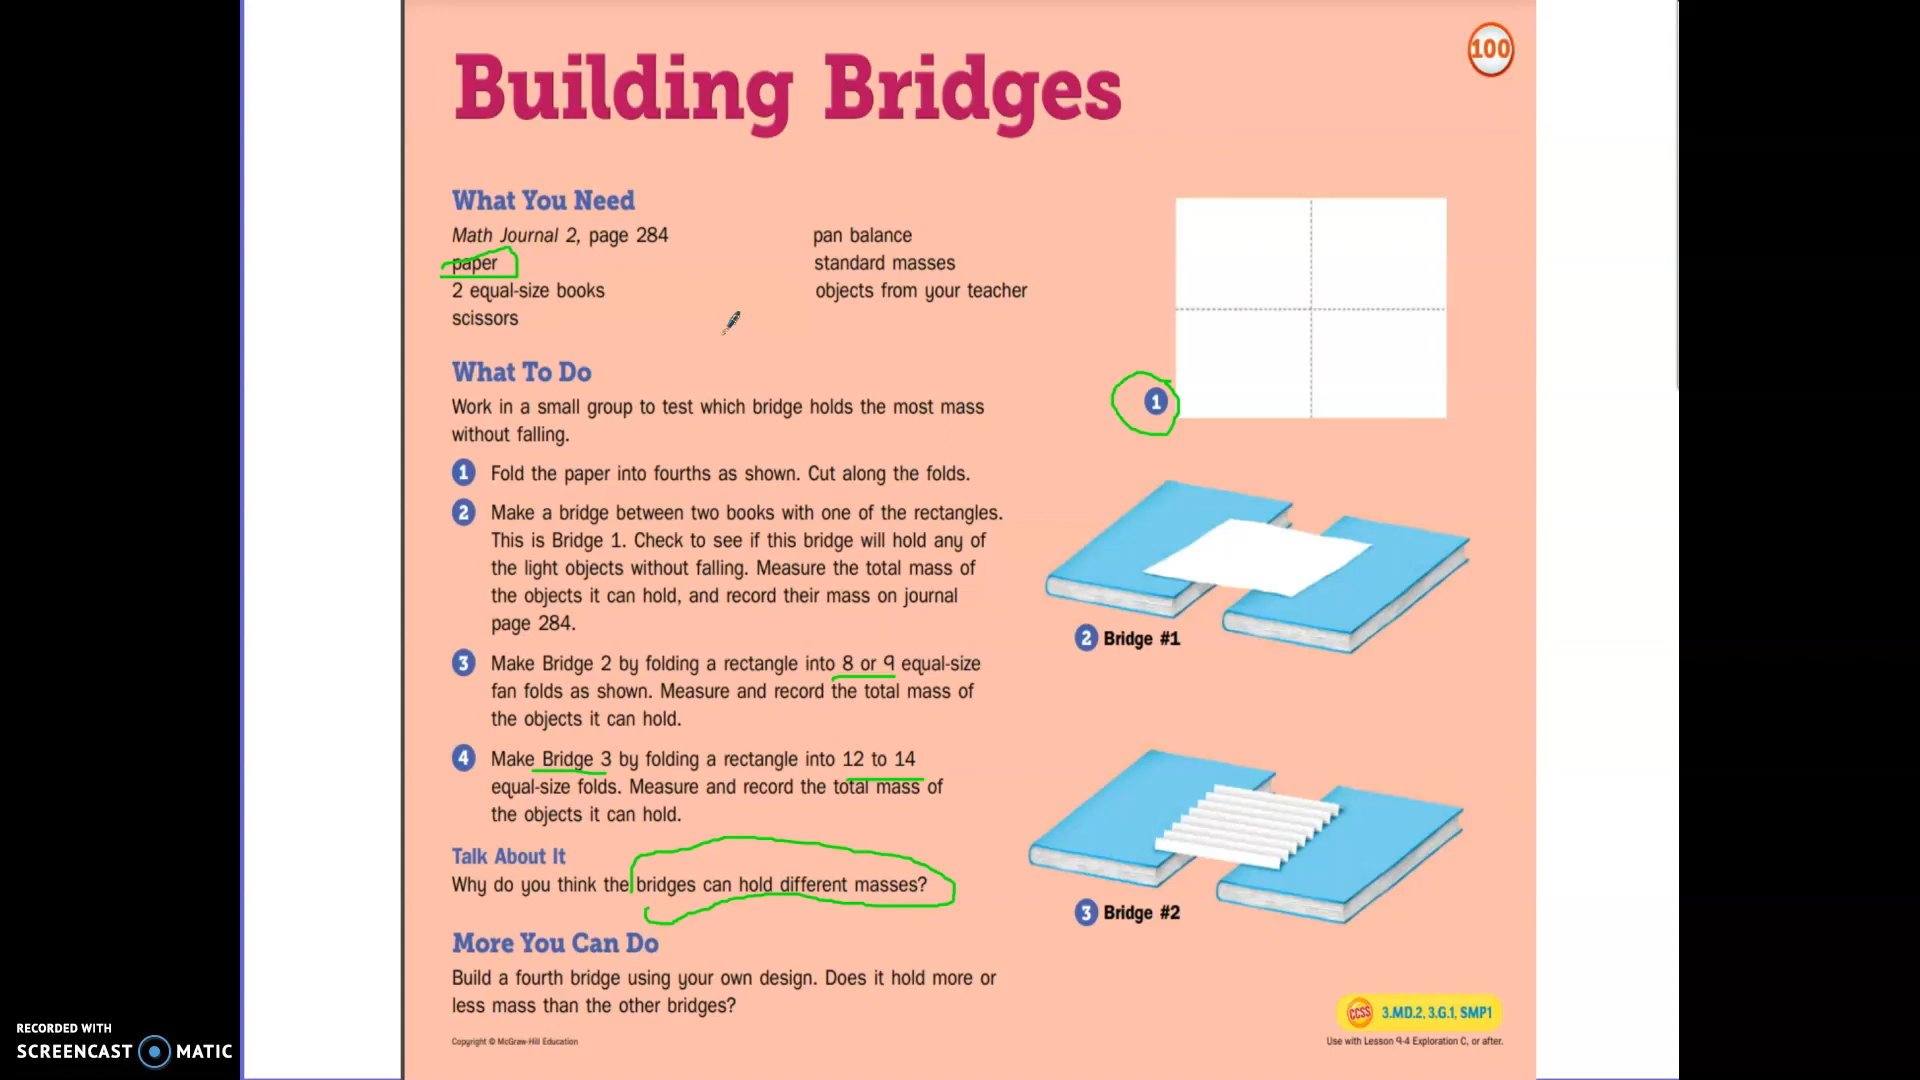 100
Building Bridges
What You Need
Math Journal 2, page 284
paper
2 equal-size books
scissors
pan balance
standard masses
objects from your teacher
What To Do
Work in a small group to test which bridge holds the most mass
without falling.
1 Fold the paper into fourths as shown. Cut along the folds.
2 Make a bridge between two books with one of the rectangles.
This is Bridge 1. Check to see if this bridge will hold any of
the light objects without falling. Measure the total mass of
the objects it can hold, and record their mass on journal
page 284.
3 Make Bridge 2 by folding a rectangle into 8 or 9 equal-size
fan folds as shown. Measure and record the total mass of
the objects it can hold.
4 Make Bridge 3 by folding a rectangle into 12 to 14
equal-size folds. Measure and record the total mass of
the objects it can hold.
Talk About It
Why do you think the bridges can hold different masses?
More You Can Do
Build a fourth bridge using your own design. Does it hold more or
less mass than the other bridges?
Copyright © McGraw-Hill Education
1
2 Bridge #1
3 Bridge #2
CCSS 3.MD.2, 3.G.1, SMP1
Use with Lesson 9-4 Exploration C, or after.
RECORDED WITH
SCREENCAST MATIC